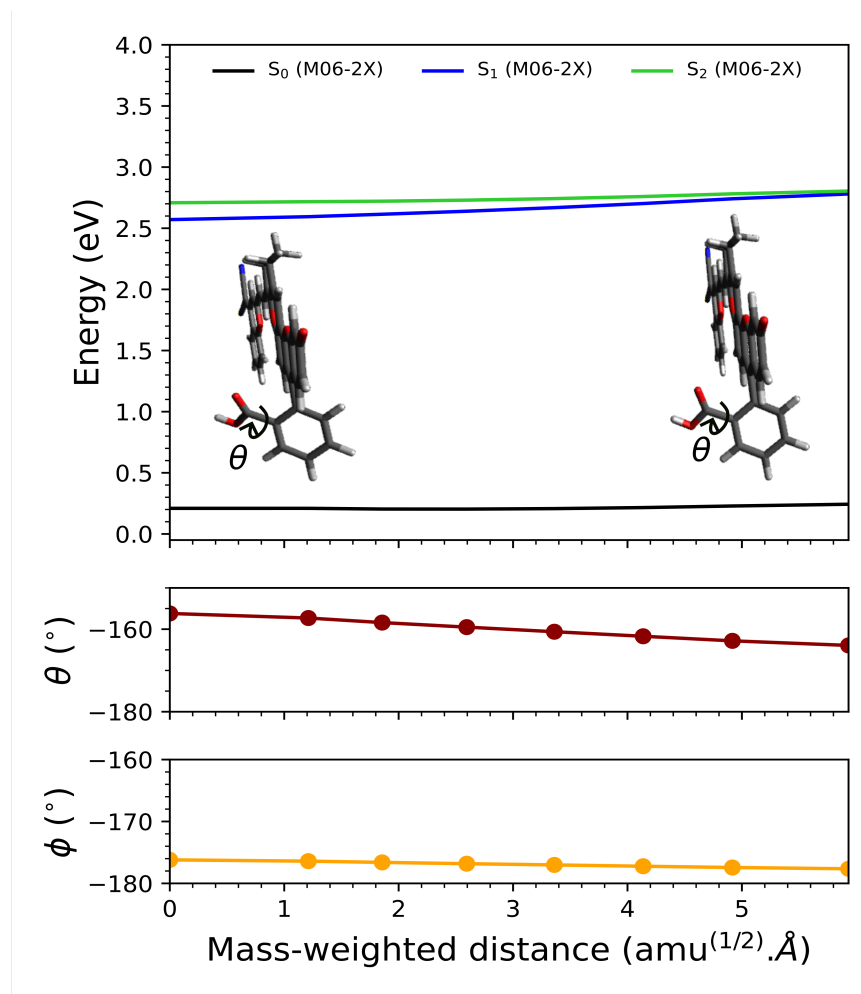 4.0
S₀ (M06-2X) S₁ (M06-2X) S₂ (M06-2X)
3.5
3.0
2.5
2.0
1.5
1.0
0.5
0.0
Energy (eV)
θ θ
−160
−180
θ (°)
−160
−170
−180
ϕ (°)
0 1 2 3 4 5
Mass-weighted distance (amu^(1/2).Å)